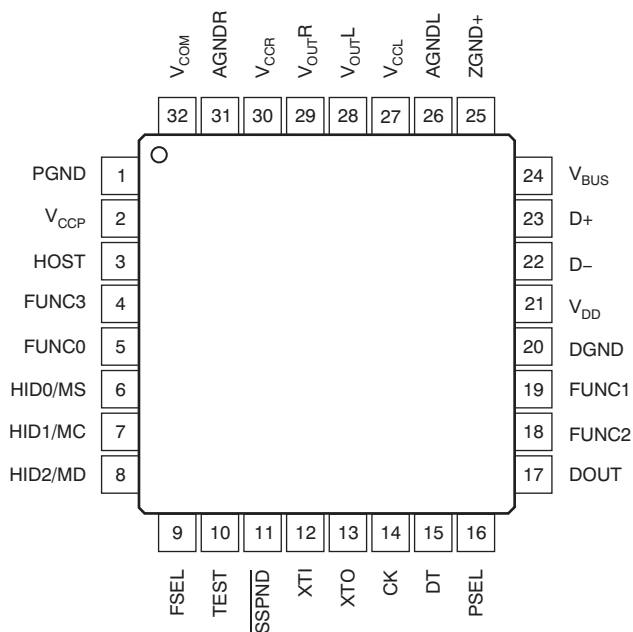 VCOM AGNDR VCCR VOUTR VOUTL VCCL AGNDL ZGND+
32 31 30 29 28 27 26 25
PGND 1 24 VBUS
VCCP 2 23 D+
HOST 3 22 D–
FUNC3 4 21 VDD
FUNC0 5 20 DGND
HID0/MS 6 19 FUNC1
HID1/MC 7 18 FUNC2
HID2/MD 8 17 DOUT
9 10 11 12 13 14 15 16
FSEL TEST SSPND XTI XTO CK DT PSEL